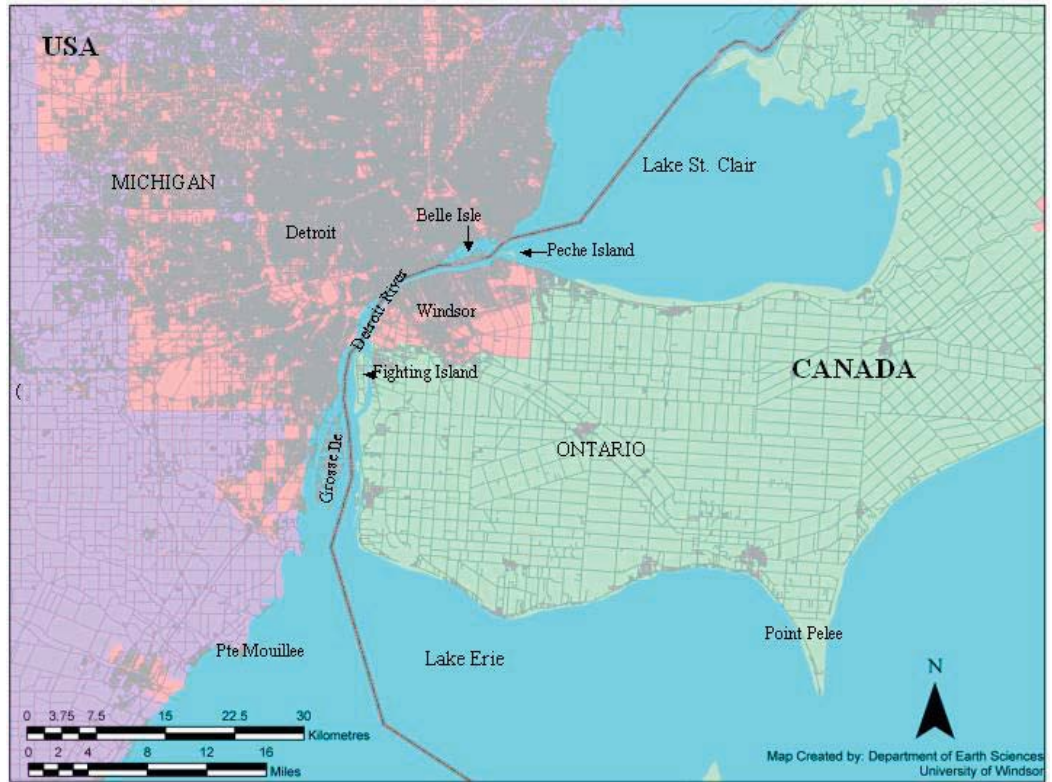 USA
MICHIGAN
Lake St. Clair
Belle Isle
Detroit
Peche Island
Detroit River
Windsor
Fighting Island
CANADA
(
Grosse Ile
ONTARIO
Pte Mouillee
Lake Erie
Point Pelee
N
0 3.75 7.5 15 22.5 30
Kilometres
0 2 4 8 12 16
Miles
Map Created by: Department of Earth Sciences
University of Windsor